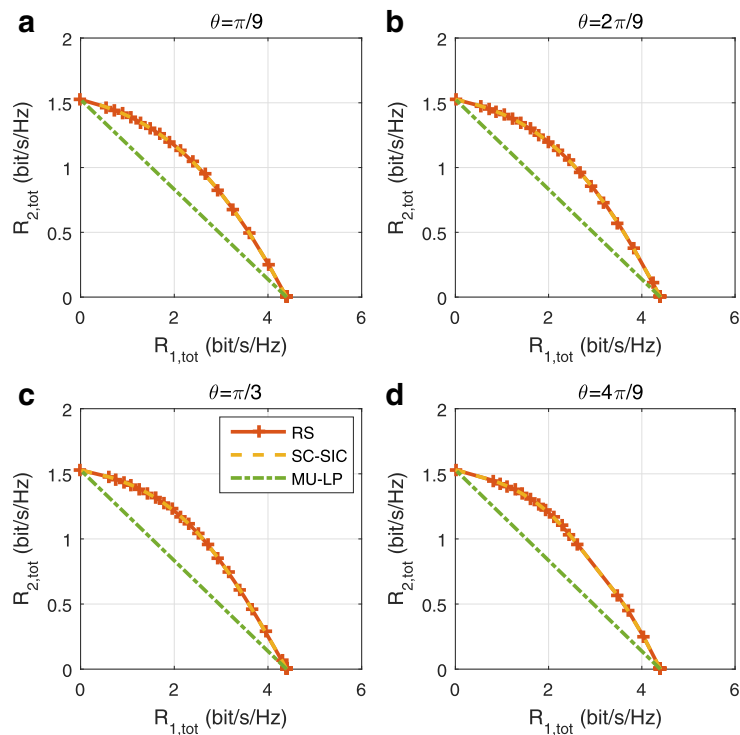 a
θ=π/9
2
1.5
1
0.5
0
R2,tot (bit/s/Hz)
0 2 4 6
R1,tot (bit/s/Hz)
b
θ=2π/9
2
1.5
1
0.5
0
R2,tot (bit/s/Hz)
0 2 4 6
R1,tot (bit/s/Hz)
c
θ=π/3
2
1.5
1
0.5
0
R2,tot (bit/s/Hz)
RS
SC-SIC
MU-LP
0 2 4 6
R1,tot (bit/s/Hz)
d
θ=4π/9
2
1.5
1
0.5
0
R2,tot (bit/s/Hz)
0 2 4 6
R1,tot (bit/s/Hz)